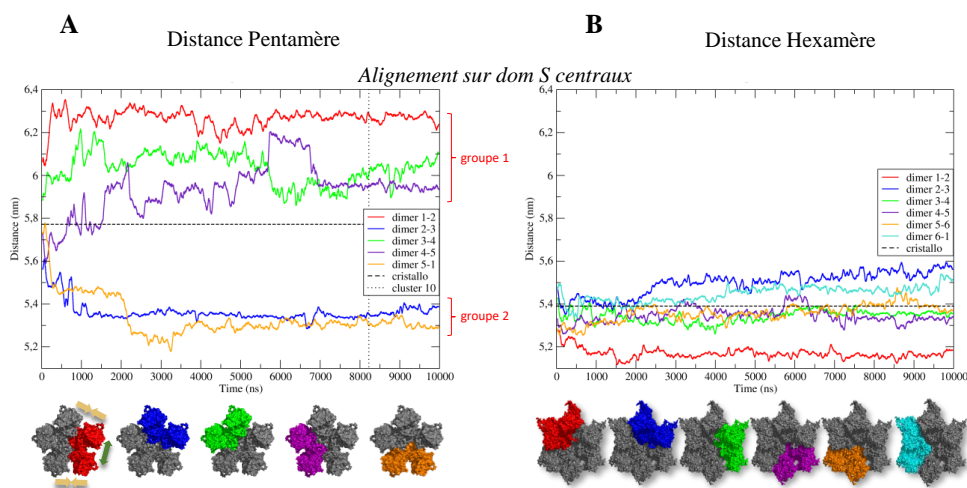 A
B
Distance Pentamère
Distance Hexamère
Alignement sur dom S centraux
6,4
6,2
6
5,8
5,6
5,4
5,2
Distance (nm)
0
1000
2000
3000
4000
5000
6000
7000
8000
9000
10000
Time (ns)
dimer 1-2
dimer 2-3
dimer 3-4
dimer 4-5
dimer 5-1
cristallo
cluster 10
groupe 1
groupe 2
6,4
6,2
6
5,8
5,6
5,4
5,2
Distance (nm)
0
1000
2000
3000
4000
5000
6000
7000
8000
9000
10000
Time (ns)
dimer 1-2
dimer 2-3
dimer 3-4
dimer 4-5
dimer 5-6
dimer 6-1
cristallo